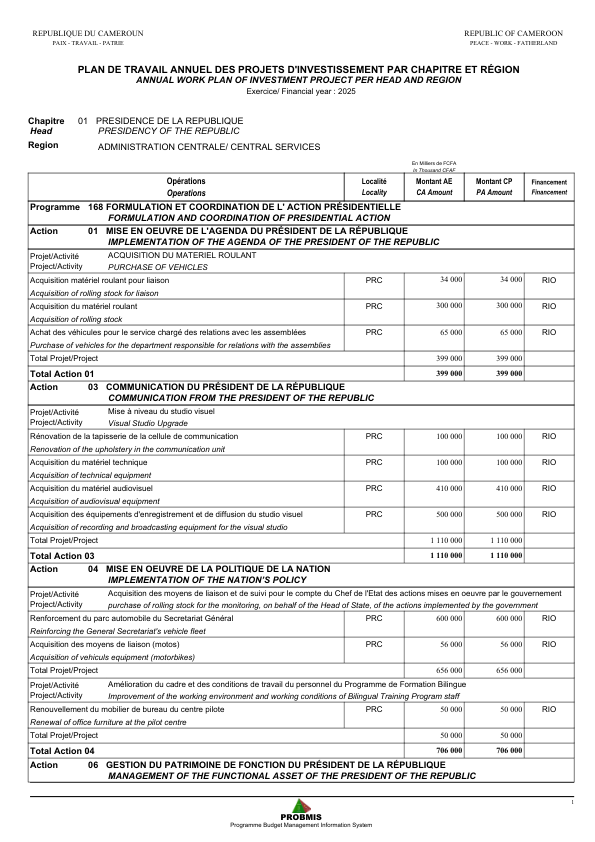 REPUBLIQUE DU CAMEROUN
PAIX - TRAVAIL - PATRIE
REPUBLIC OF CAMEROON
PEACE - WORK - FATHERLAND
PLAN DE TRAVAIL ANNUEL DES PROJETS D'INVESTISSEMENT PAR CHAPITRE ET RÉGION
ANNUAL WORK PLAN OF INVESTMENT PROJECT PER HEAD AND REGION
Exercice/ Financial year : 2025
Chapitre 01 PRESIDENCE DE LA REPUBLIQUE
Head PRESIDENCY OF THE REPUBLIC
Region ADMINISTRATION CENTRALE/ CENTRAL SERVICES
En Milliers de FCFA
In Thousand CFAF
Opérations Localité Montant AE Montant CP Financement
Operations Locality CA Amount PA Amount Financement
Programme 168 FORMULATION ET COORDINATION DE L' ACTION PRÉSIDENTIELLE
FORMULATION AND COORDINATION OF PRESIDENTIAL ACTION
Action 01 MISE EN OEUVRE DE L'AGENDA DU PRÉSIDENT DE LA RÉPUBLIQUE
IMPLEMENTATION OF THE AGENDA OF THE PRESIDENT OF THE REPUBLIC
Projet/Activité ACQUISITION DU MATERIEL ROULANT
Project/Activity PURCHASE OF VEHICLES
Acquisition matériel roulant pour liaison PRC 34 000 34 000 RIO
Acquisition of rolling stock for liaison
Acquisition du matériel roulant PRC 300 000 300 000 RIO
Acquisition of rolling stock
Achat des véhicules pour le service chargé des relations avec les assemblées PRC 65 000 65 000 RIO
Purchase of vehicles for the department responsible for relations with the assemblies
Total Projet/Project 399 000 399 000
Total Action 01 399 000 399 000
Action 03 COMMUNICATION DU PRÉSIDENT DE LA RÉPUBLIQUE
COMMUNICATION FROM THE PRESIDENT OF THE REPUBLIC
Projet/Activité Mise à niveau du studio visuel
Project/Activity Visual Studio Upgrade
Rénovation de la tapisserie de la cellule de communication PRC 100 000 100 000 RIO
Renovation of the upholstery in the communication unit
Acquisition du matériel technique PRC 100 000 100 000 RIO
Acquisition of technical equipment
Acquisition du matériel audiovisuel PRC 410 000 410 000 RIO
Acquisition of audiovisual equipment
Acquisition des équipements d'enregistrement et de diffusion du studio visuel PRC 500 000 500 000 RIO
Acquisition of recording and broadcasting equipment for the visual studio
Total Projet/Project 1 110 000 1 110 000
Total Action 03 1 110 000 1 110 000
Action 04 MISE EN OEUVRE DE LA POLITIQUE DE LA NATION
IMPLEMENTATION OF THE NATION'S POLICY
Projet/Activité Acquisition des moyens de liaison et de suivi pour le compte du Chef de l'Etat des actions mises en oeuvre par le gouvernement
Project/Activity purchase of rolling stock for the monitoring, on behalf of the Head of State, of the actions implemented by the government
Renforcement du parc automobile du Secretariat Général PRC 600 000 600 000 RIO
Reinforcing the General Secretariat's vehicle fleet
Acquisition des moyens de liaison (motos) PRC 56 000 56 000 RIO
Acquisition of vehiculs equipment (motorbikes)
Total Projet/Project 656 000 656 000
Projet/Activité Amélioration du cadre et des conditions de travail du personnel du Programme de Formation Bilingue
Project/Activity Improvement of the working environment and working conditions of Bilingual Training Program staff
Renouvellement du mobilier de bureau du centre pilote PRC 50 000 50 000 RIO
Renewal of office furniture at the pilot centre
Total Projet/Project 50 000 50 000
Total Action 04 706 000 706 000
Action 06 GESTION DU PATRIMOINE DE FONCTION DU PRÉSIDENT DE LA RÉPUBLIQUE
MANAGEMENT OF THE FUNCTIONAL ASSET OF THE PRESIDENT OF THE REPUBLIC
1
PROBMIS
Programme Budget Management Information System